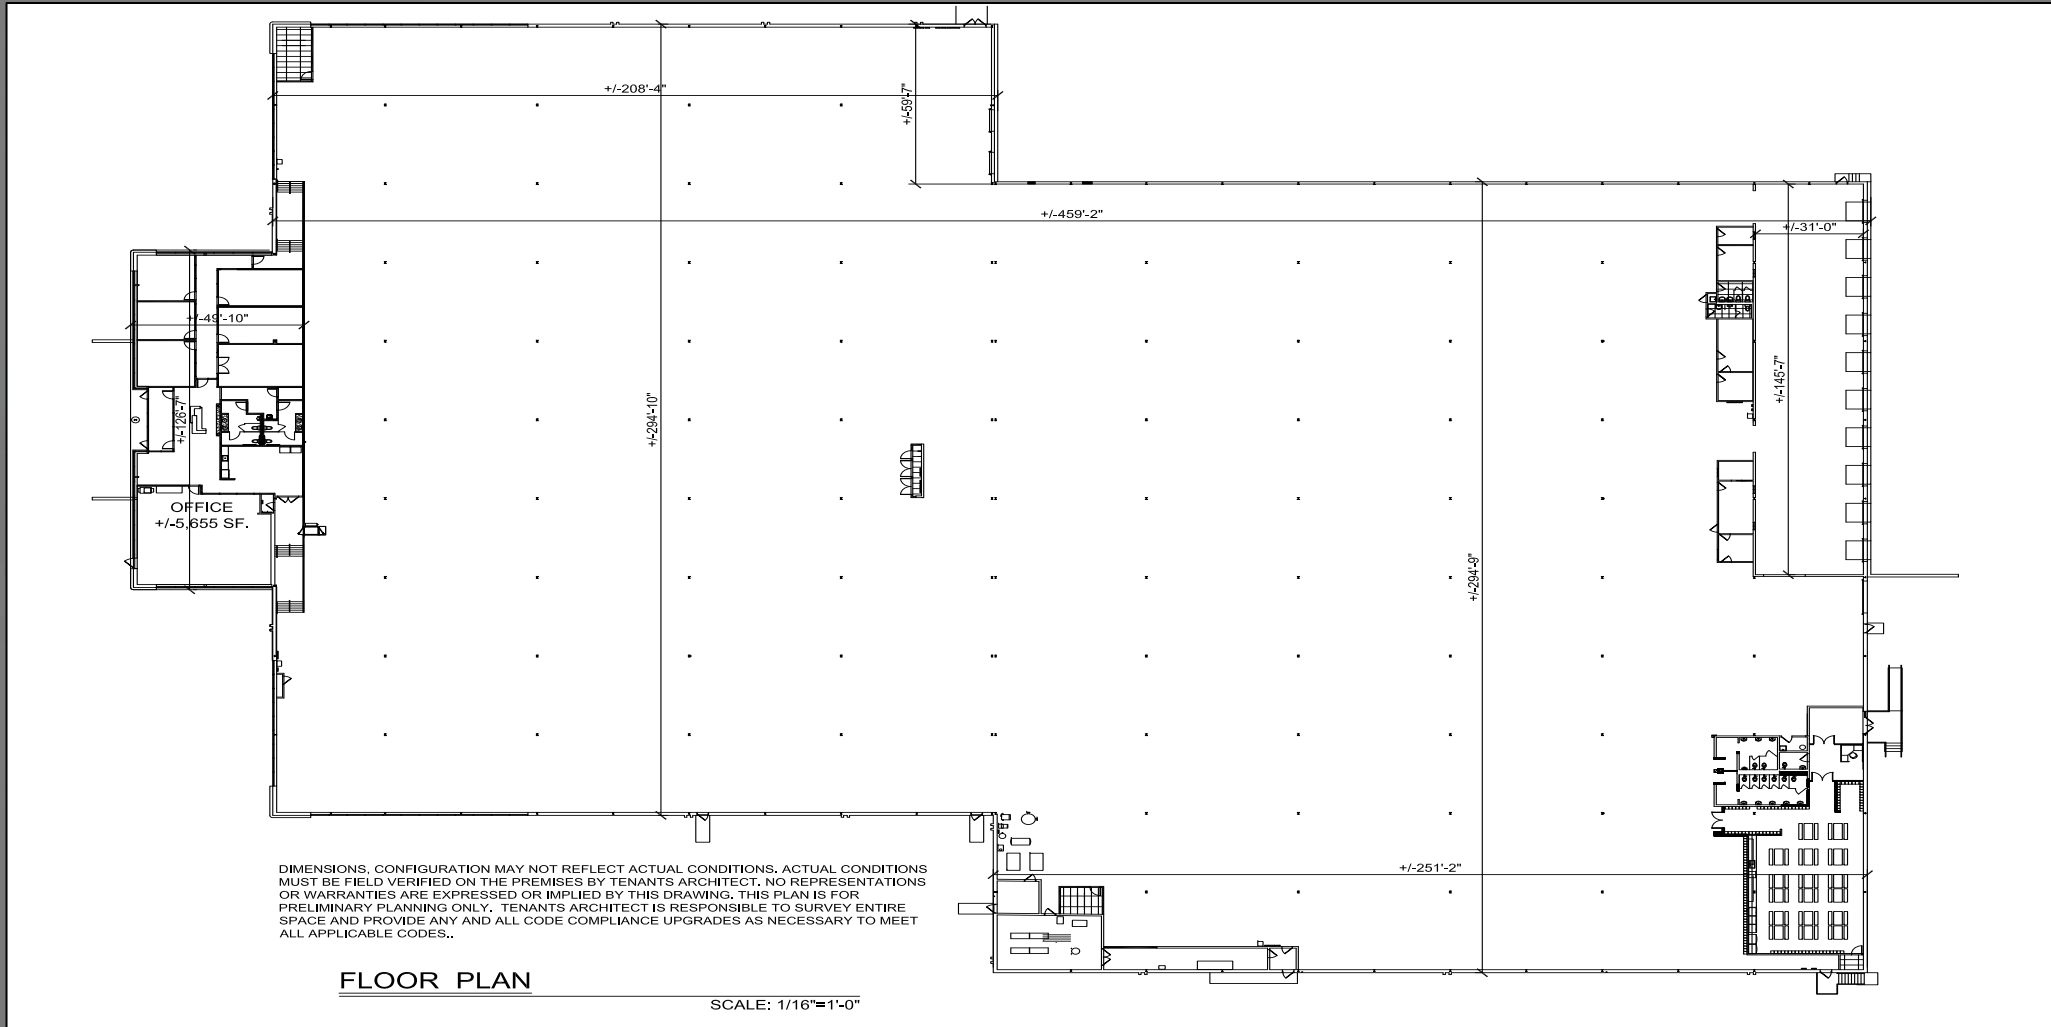 +/-208'-4"
+/-59'-7"
+/-459'-2"
+/-31'-0"
+/-49'-10"
+/-145'-7"
+/-126'-7"
+/-294'-10"
OFFICE
+/-5,655 SF.
+/-294'-9"
+/-251'-2"
DIMENSIONS, CONFIGURATION MAY NOT REFLECT ACTUAL CONDITIONS. ACTUAL CONDITIONS
MUST BE FIELD VERIFIED ON THE PREMISES BY TENANTS ARCHITECT. NO REPRESENTATIONS
OR WARRANTIES ARE EXPRESSED OR IMPLIED BY THIS DRAWING. THIS PLAN IS FOR
PRELIMINARY PLANNING ONLY. TENANTS ARCHITECT IS RESPONSIBLE TO SURVEY ENTIRE
SPACE AND PROVIDE ANY AND ALL CODE COMPLIANCE UPGRADES AS NECESSARY TO MEET
ALL APPLICABLE CODES..
FLOOR PLAN
SCALE: 1/16"=1'-0"